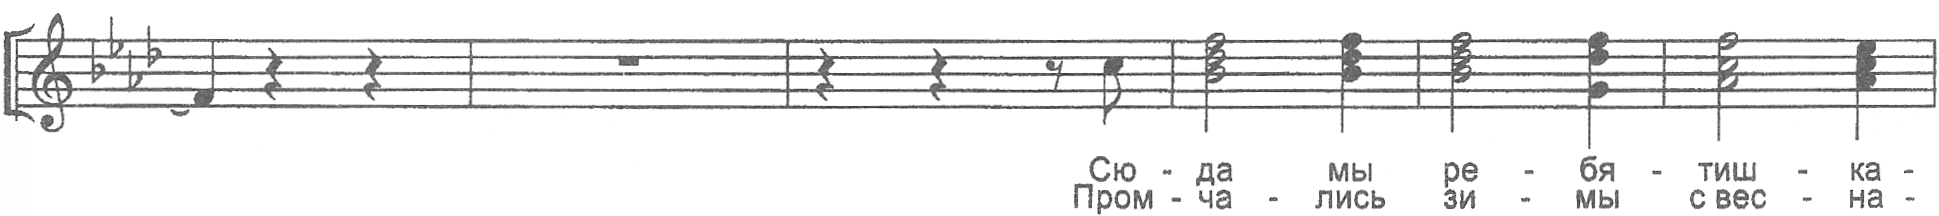 Сю - да мы ре - бя - тиш - ка -
Пром - ча - лись зи - мы с вес - на -